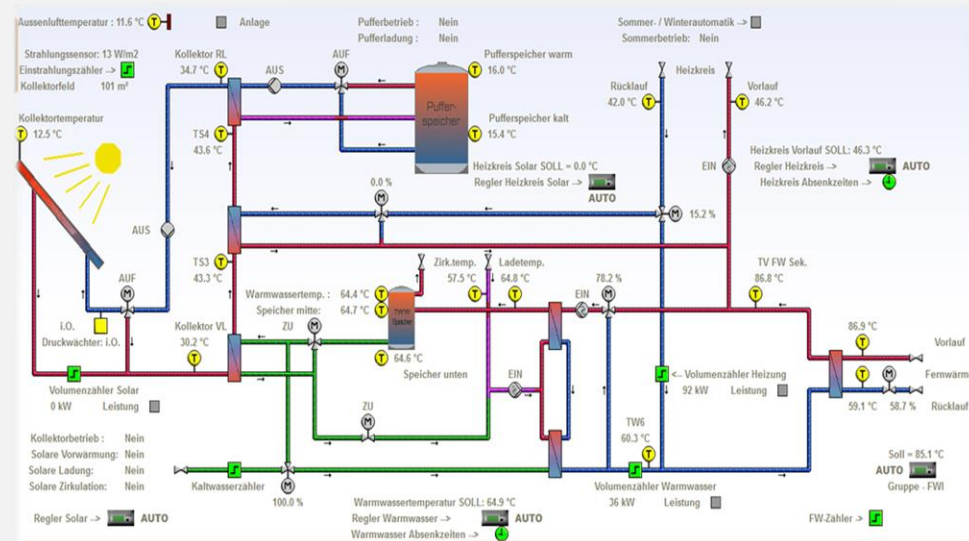 Aussenlufttemperatur : 11.6 °C
T
Anlage
Pufferbetrieb : Nein
Pufferladung : Nein
Sommer- / Winterautomatik ->
Sommerbetrieb: Nein
Strahlungssensor: 13 W/m2
Einstrahlungszähler ->
Kollektorfeld 101 m²
Kollektor RL
34.7 °C
T
AUS
AUF
M
Pufferspeicher warm
T
16.0 °C
Puffer-
speicher
Pufferspeicher kalt
T
15.4 °C
Rücklauf
T
42.0 °C
Heizkreis
Vorlauf
T
46.2 °C
Kollektortemperatur
T
12.5 °C
TS4
T
43.6 °C
Heizkreis Solar SOLL = 0.0 °C
Regler Heizkreis Solar ->
AUTO
EIN
Heizkreis Vorlauf SOLL: 46.3 °C
Regler Heizkreis ->
AUTO
Heizkreis Absenkzeiten ->
0.0 %
M
M
15.2 %
AUS
TS3
T
43.3 °C
AUF
M
i.O.
Druckwächter: i.O.
Zirk.temp.
57.5 °C
T
Ladetemp.
64.8 °C
T
78.2 %
M
EIN
TV FW Sek.
86.8 °C
T
Warmwassertemp. : 64.4 °C
T
Speicher mitte: 64.7 °C
T
TWW
Speicher
T
64.6 °C
Speicher unten
Kollektor VL
30.2 °C
T
ZU
M
EIN
86.9 °C
T
Vorlauf
Fernwärm
T
59.1 °C
M
58.7 %
Rücklauf
Volumenzähler Solar
0 kW Leistung
<- Volumenzähler Heizung
92 kW Leistung
ZU
M
TW6
60.3 °C
T
Kollektorbetrieb : Nein
Solare Vorwärmung: Nein
Solare Ladung: Nein
Solare Zirkulation: Nein
Kaltwasserzähler
M
100.0 %
Volumenzähler Warmwasser
36 kW Leistung
Soll = 85.1 °C
AUTO
Gruppe - FWI
Regler Solar ->
AUTO
Warmwassertemperatur SOLL: 64.9 °C
Regler Warmwasser ->
AUTO
Warmwasser Absenkzeiten ->
FW-Zähler ->